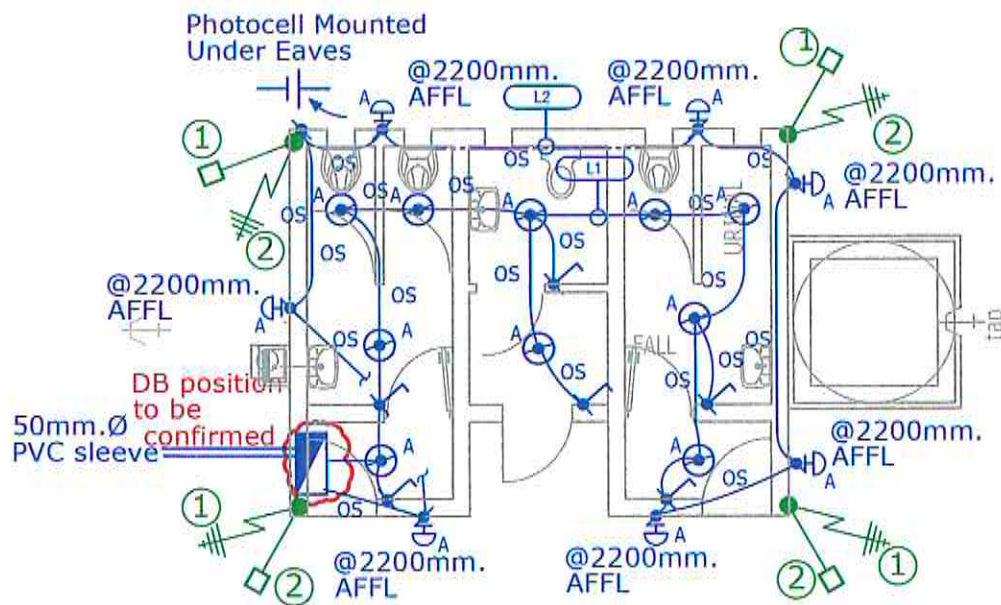 Photocell Mounted
Under Eaves
@2200mm.
AFFL
L2
@2200mm.
AFFL
1
1
2
A
A
OS
OS
OS
L1
OS
@2200mm.
AFFL
A
A
A
A
A
A
OS
OS
URINAL
OS
2
OS
OS
OS
OS
@2200mm.
AFFL
A
A
A
A
FALL
OS
OS
OS
OS
OS
tap
DB position
to be
confirmed
50mm.Ø
PVC sleeve
@2200mm.
AFFL
A
A
A
OS
OS
OS
OS
1
A
A
2
@2200mm.
AFFL
@2200mm.
AFFL
2
1